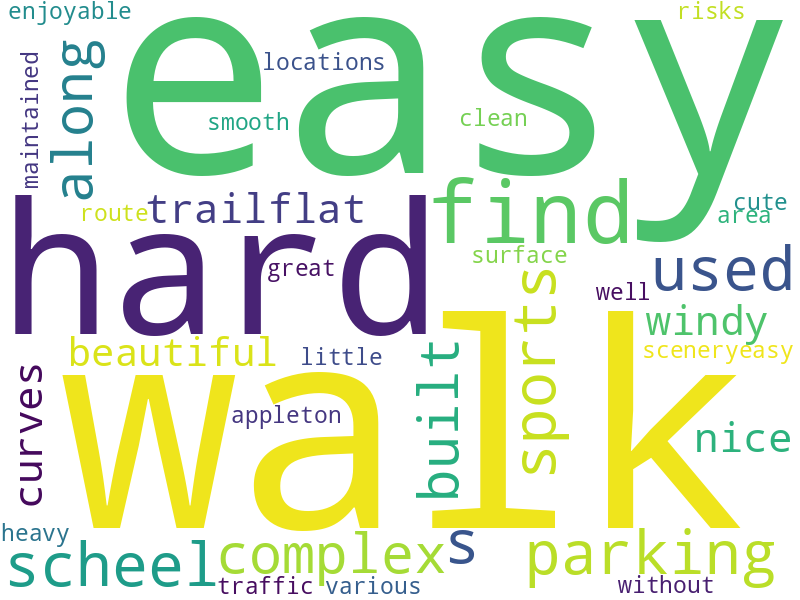 enjoyable
risks
easy
along
maintained
locations
smooth
clean
find
hard
trailflat
route
cute
area
great
surface
used
well
sports
windy
sceneryeasy
beautiful
little
walk
built
curves
appleton
nice
heavy
scheel
complex
s
parking
traffic
various
without